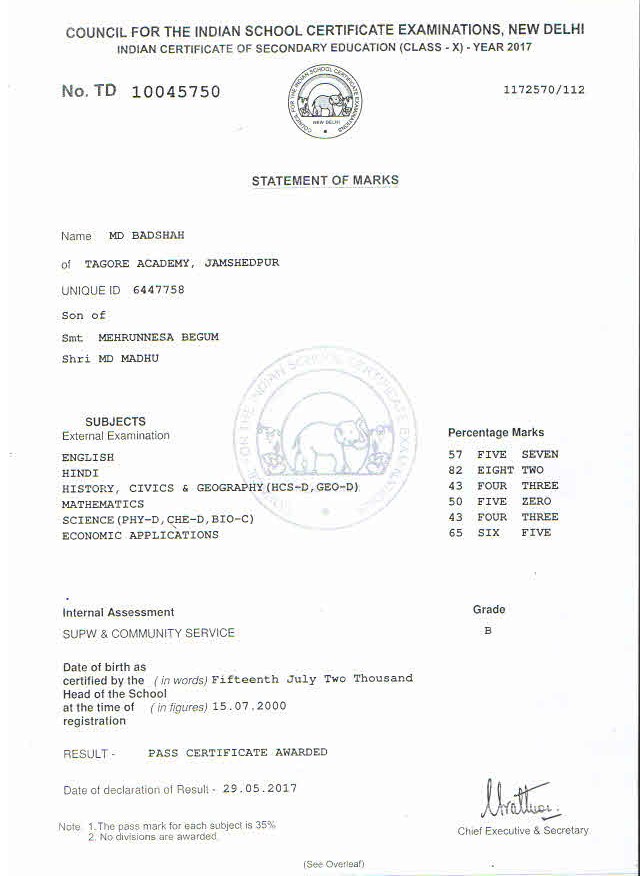 COUNCIL FOR THE INDIAN SCHOOL CERTIFICATE EXAMINATIONS, NEW DELHI
INDIAN CERTIFICATE OF SECONDARY EDUCATION (CLASS - X) - YEAR 2017
No. TD 10045750
1172570/112
COUNCIL FOR THE INDIAN SCHOOL CERTIFICATE EXAMINATIONS
NEW DELHI
STATEMENT OF MARKS
Name MD BADSHAH
of TAGORE ACADEMY, JAMSHEDPUR
UNIQUE ID 6447758
Son of
Smt MEHRUNNESA BEGUM
Shri MD MADHU
FOR THE INDIAN SCHOOL CERTIFICATE EXAMINATIONS
SUBJECTS
External Examination Percentage Marks
ENGLISH 57 FIVE SEVEN
HINDI 82 EIGHT TWO
HISTORY, CIVICS & GEOGRAPHY(HCS-D,GEO-D) 43 FOUR THREE
MATHEMATICS 50 FIVE ZERO
SCIENCE(PHY-D,CHE-D,BIO-C) 43 FOUR THREE
ECONOMIC APPLICATIONS 65 SIX FIVE
Internal Assessment Grade
SUPW & COMMUNITY SERVICE B
Date of birth as
certified by the (in words) Fifteenth July Two Thousand
Head of the School
at the time of (in figures) 15.07.2000
registration
RESULT - PASS CERTIFICATE AWARDED
Date of declaration of Result - 29.05.2017
Chief Executive & Secretary
Note 1. The pass mark for each subject is 35%
2. No divisions are awarded.
(See Overleaf)